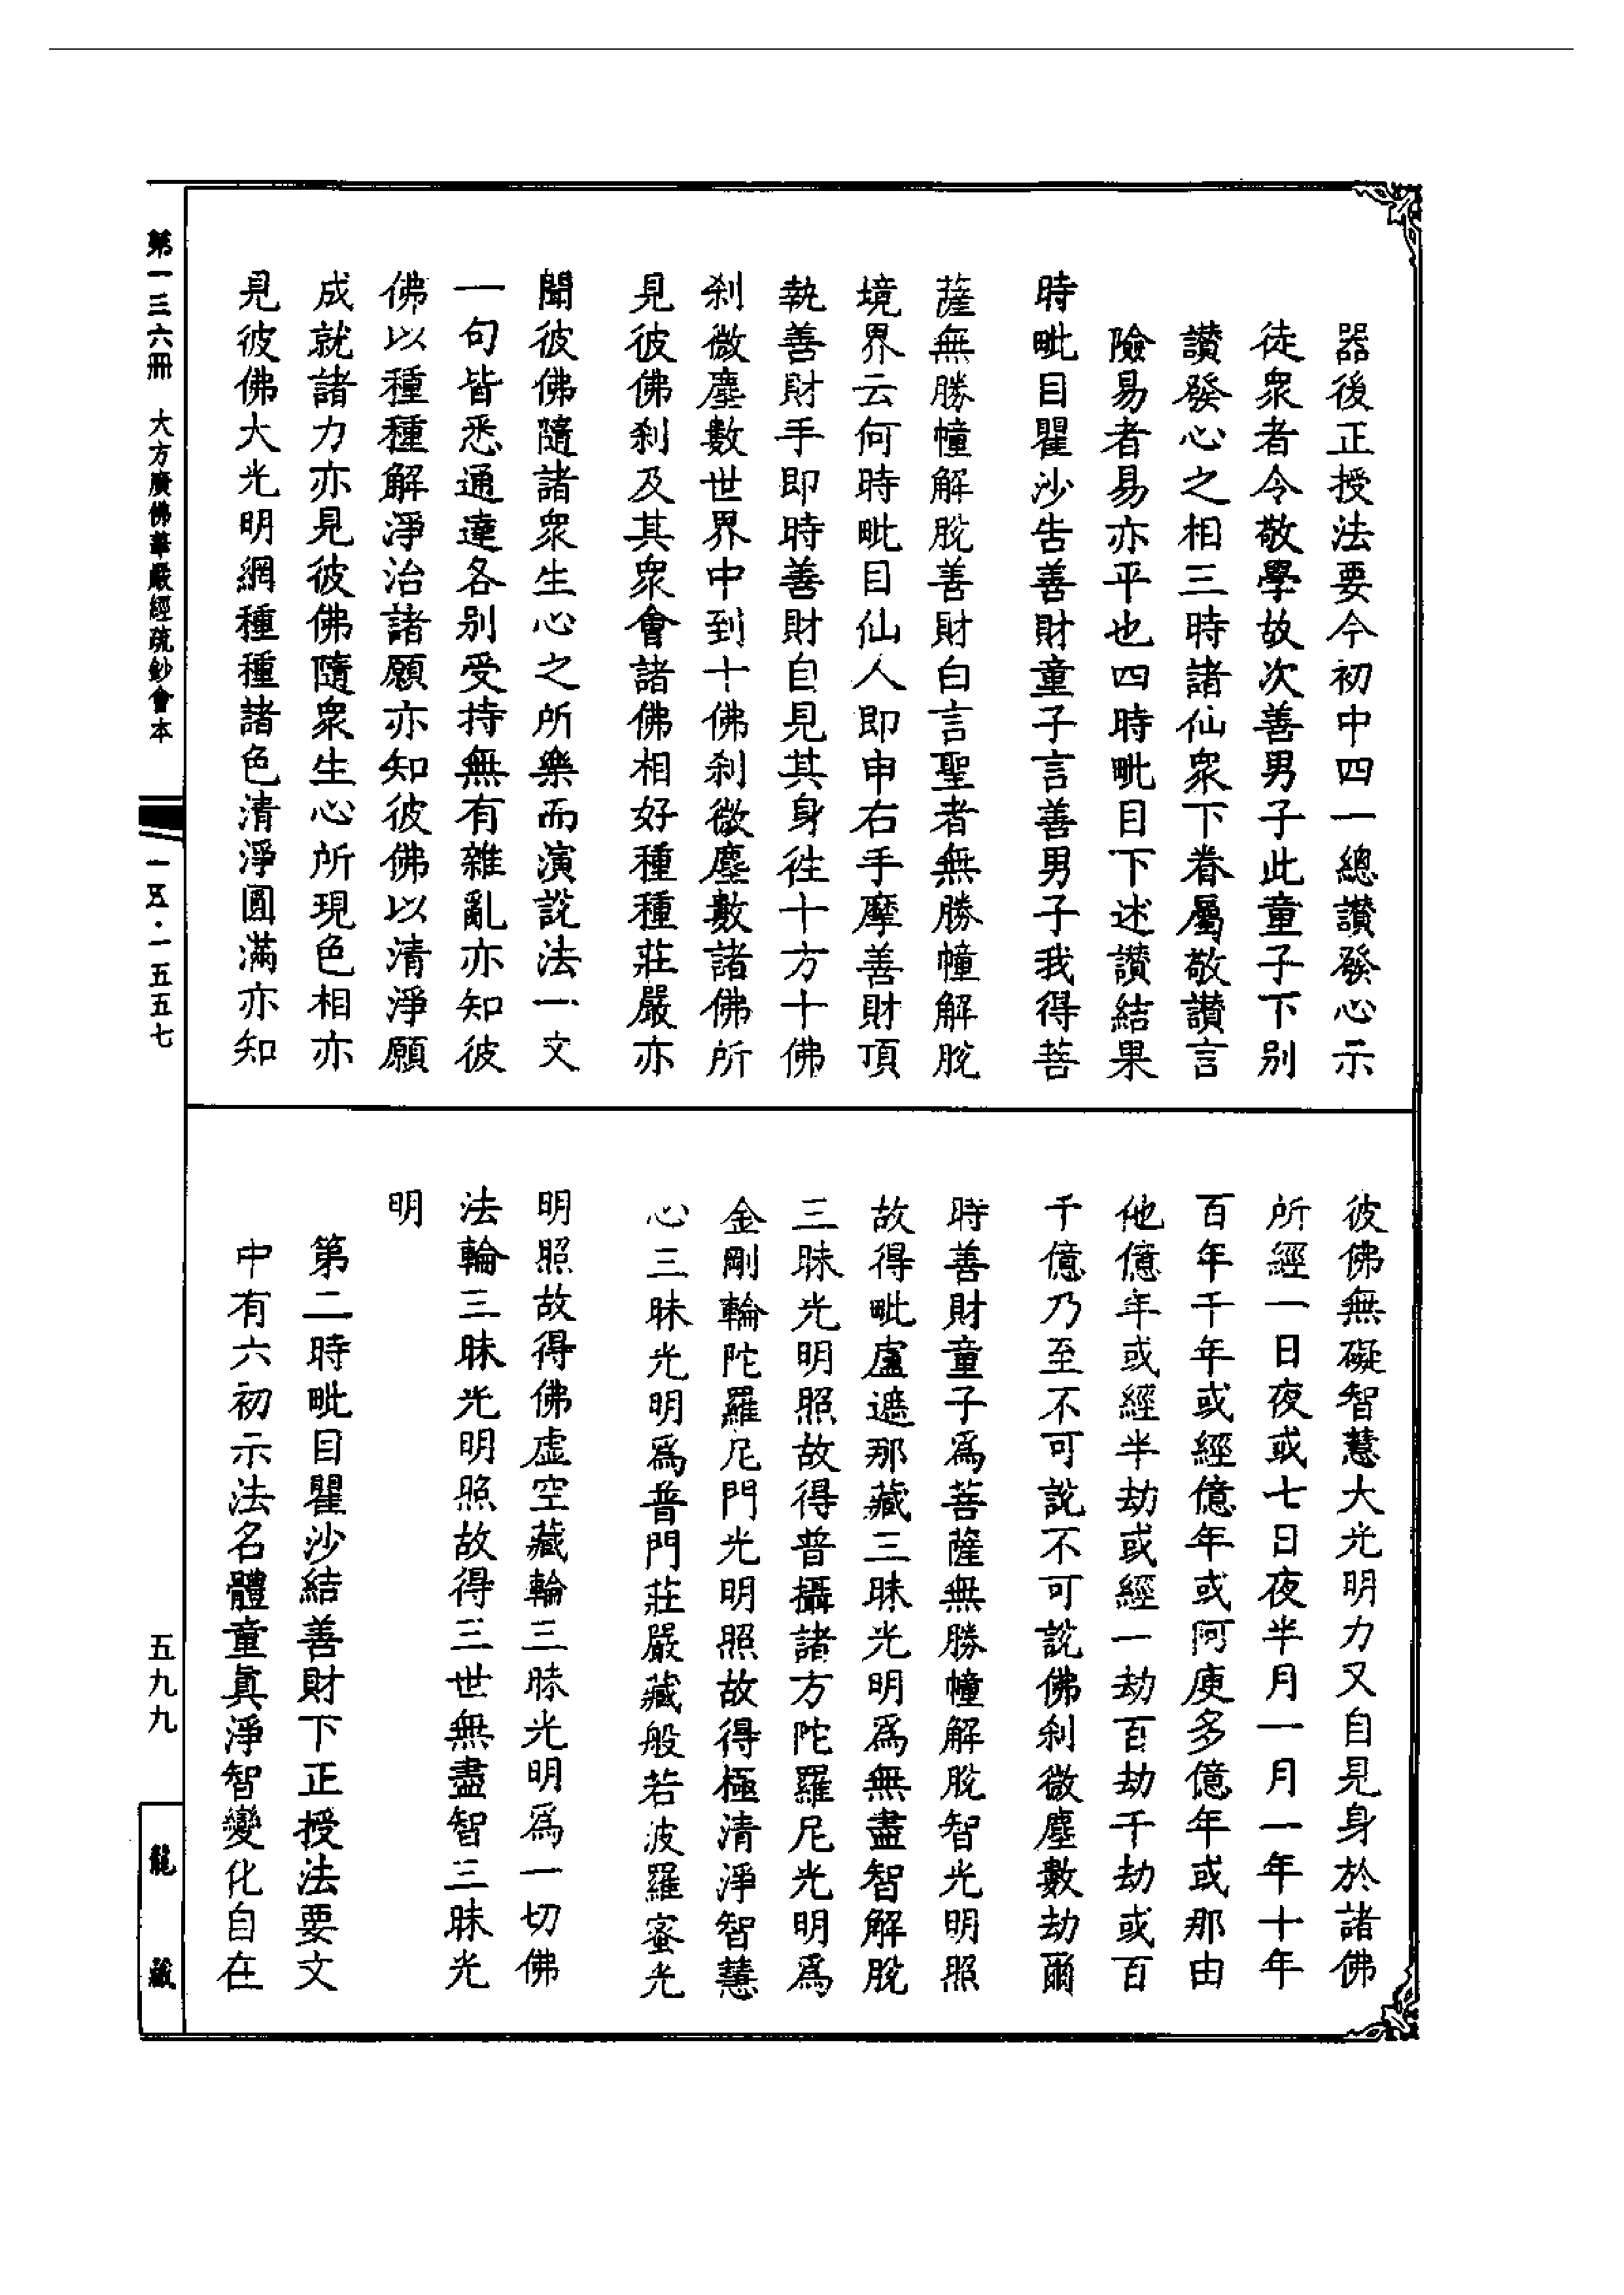 器後正授法要今初中四一總讚發心示
徒衆者令敬學故次善男子此童子下别
讚發心之相三時諸仙衆下眷屬敬讚言
險易者易亦平也四時毗目下述讚結果
時毗目瞿沙告善財童子言善男子我得菩
薩無勝幢解脫善財白言聖者無勝幢解脫
境界云何時毗目仙人即申右手摩善財頂
執善財手即時善財自見其身徃十方十佛
刹微塵數世界中到十佛刹微塵數諸佛所
見彼佛刹及其衆會諸佛相好種種莊嚴亦
聞彼佛隨諸衆生心之所樂而演說法一文
一句皆悉通達各别受持無有雜亂亦知彼
佛以種種解淨治諸願亦知彼佛以清淨願
成就諸力亦見彼佛隨衆生心所現色相亦
見彼佛大光明網種種諸色清淨圓滿亦知
彼佛無礙智慧大光明力又自見身於諸佛
所經一日夜或七日夜半月一月一年十年
百年千年或經億年或阿庾多億年或那由
他億年或經半劫或經一劫百劫千劫或百
千億乃至不可說不可說佛刹微塵數劫爾
時善財童子爲菩薩無勝幢解脫智光明照
故得毗盧遮那藏三昧光明爲無盡智解脫
三昧光明照故得普攝諸方陀羅尼光明爲
金剛輪陀羅尼門光明照故得極清淨智慧
心三昧光明爲普門莊嚴藏般若波羅蜜光
明照故得佛虚空藏輪三昧光明爲一切佛
法輪三昧光明照故得三世無盡智三昧光
明
第二時毗目瞿沙結善財下正授法要文
中有六初示法名體童真淨智變化自在
第一三六冊 大方廣佛華嚴經疏鈔會本
一五·一五五七
五九九
龍藏